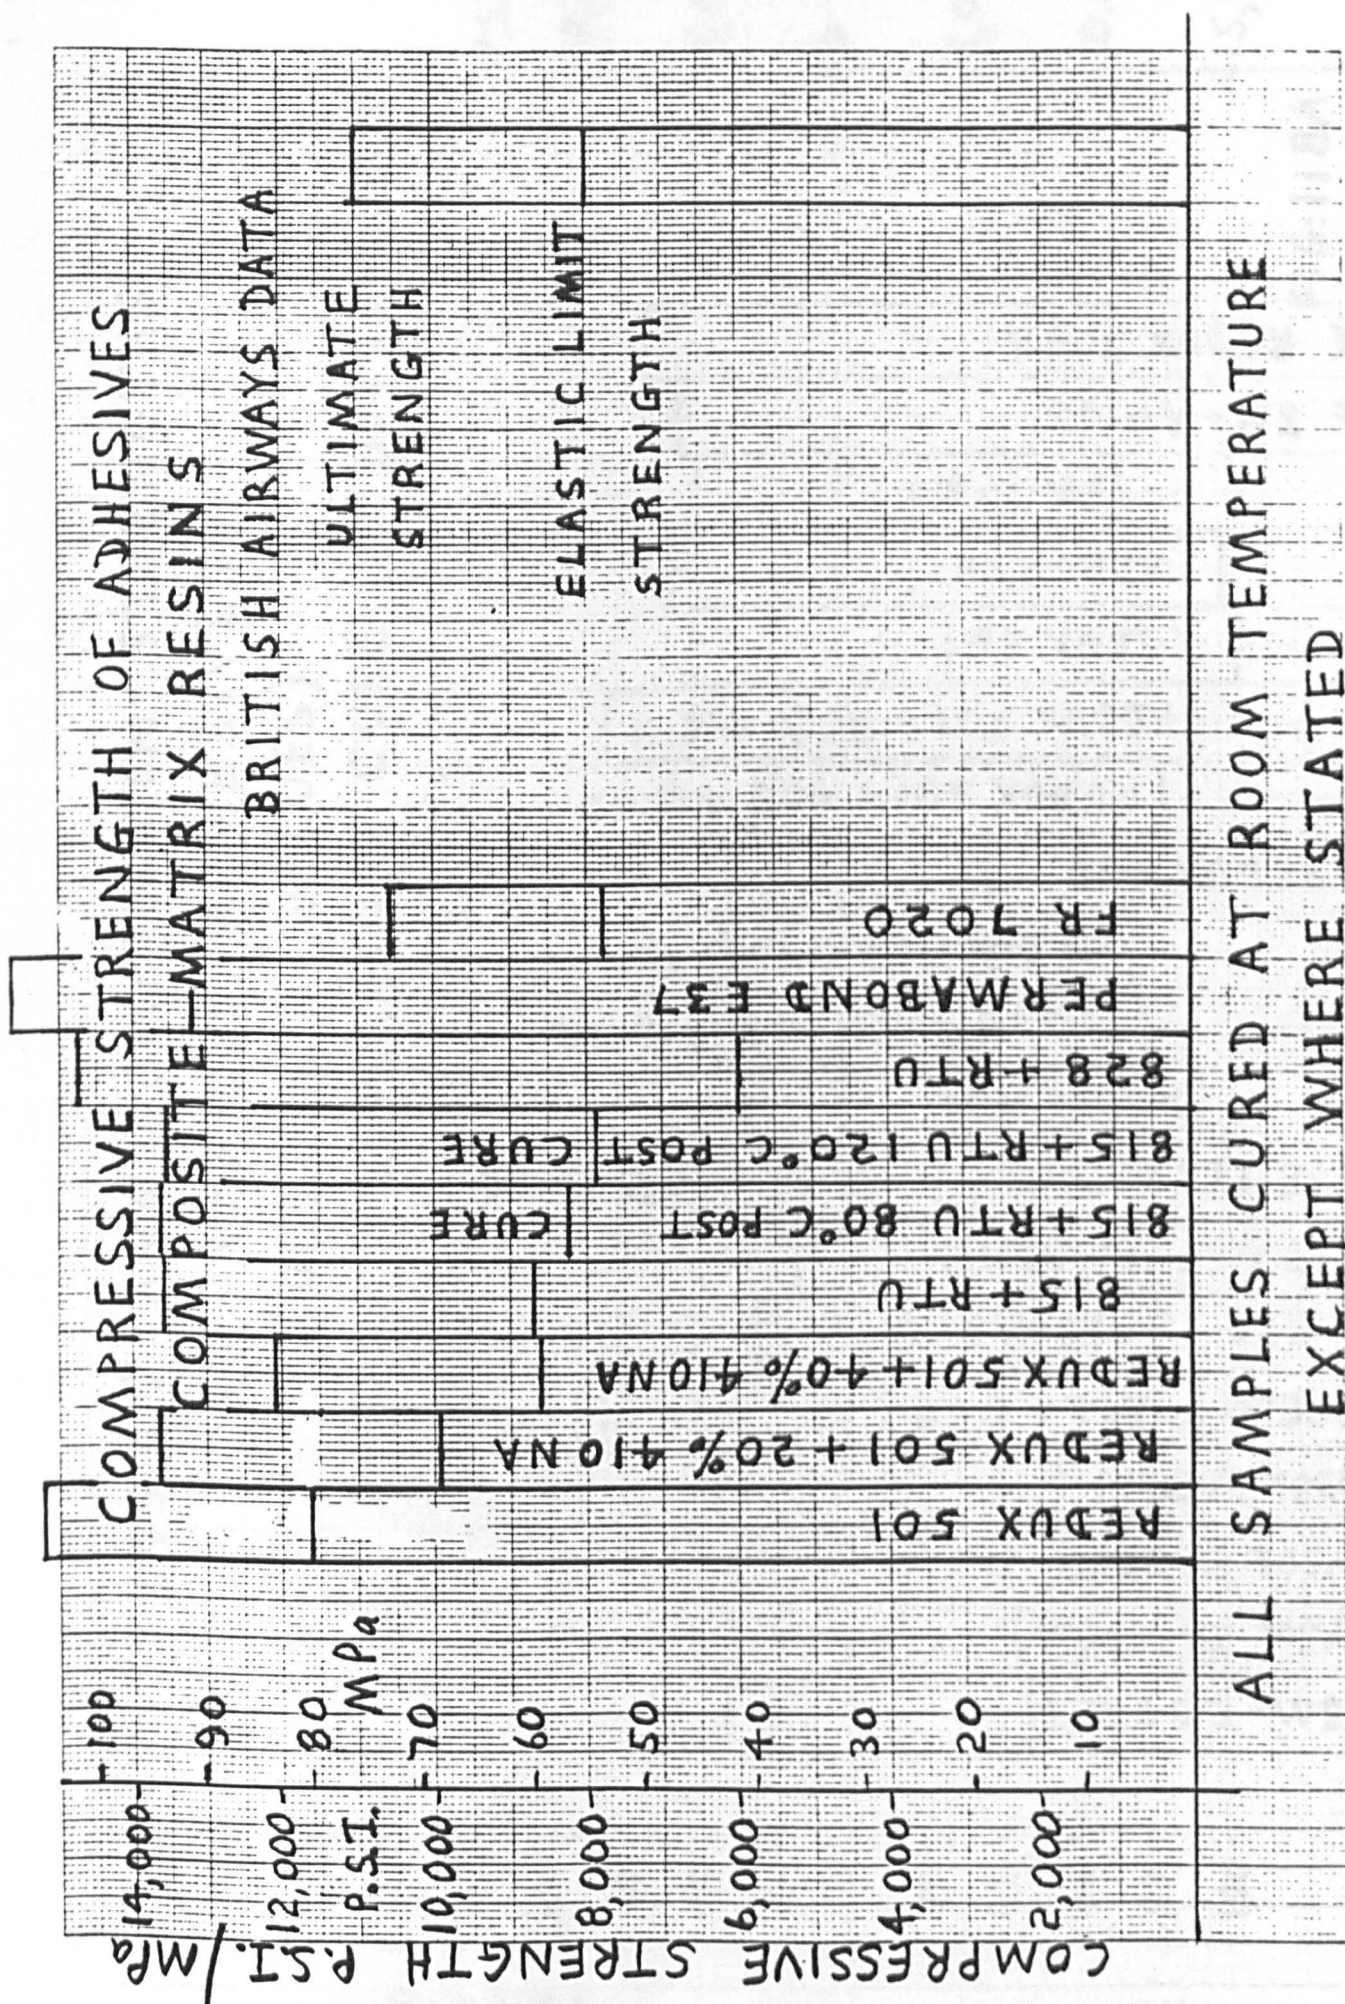 COMPRESSIVE STRENGTH OF ADHESIVES
COMPOSITE-MATRIX RESINS
BRITISH AIRWAYS DATA
ULTIMATE
STRENGTH
ELASTIC LIMIT
STRENGTH
COMPRESSIVE STRENGTH P.S.I./MPa
14,000
12,000
P.S.I.
10,000
8,000
6,000
4,000
2,000
100
90
80
MPa
70
60
50
40
30
20
10
REDUX 501
REDUX 501 + 20% 410 NA
REDUX 501 + 40% 410 NA
815 + RTU
815 + RTU 80°C POST CURE
815 + RTU 120°C POST CURE
828 + RTU
PERMABOND E37
FR 7020
ALL SAMPLES CURED AT ROOM TEMPERATURE
EXCEPT WHERE STATED